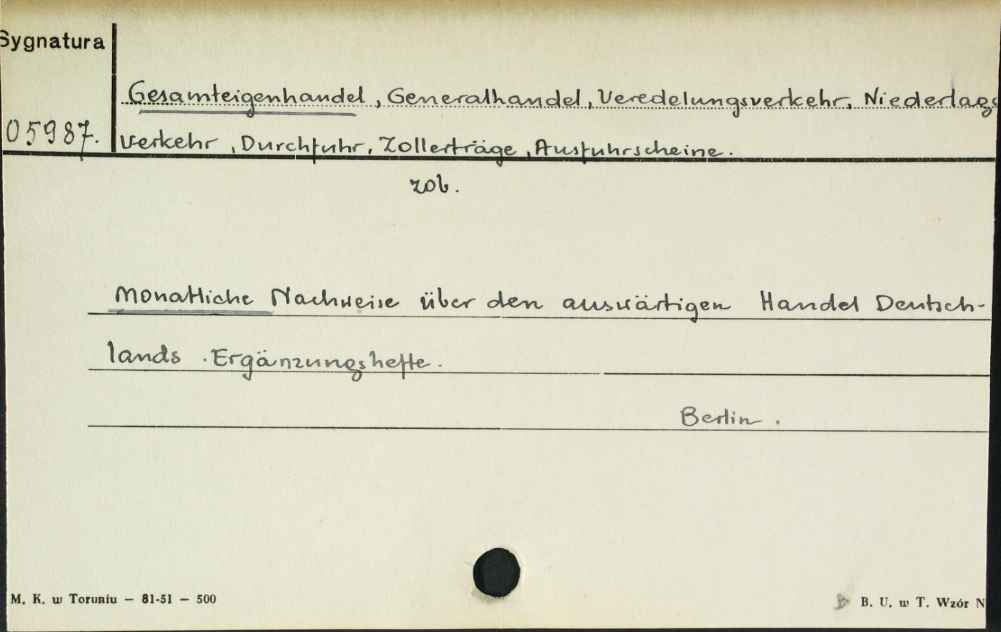 Sygnatura
Gesamteigenhandel, Generalhandel, Veredelungsverkehr, Niederlags
05987.
verkehr, Durchfuhr, Zollerträge, Ausfuhrscheine.
zob.
Monatliche Nachweise über den auswärtigen Handel Deutsch-
lands. Ergänzungshefte.
Berlin.
M. K. w Toruniu — 81-51 — 500
B. U. w T. Wzór N